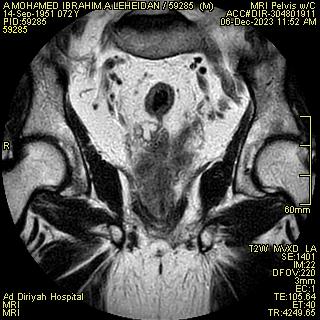 A MOHAMED IBRAHIM.A LEHEIDAN / 59285 (M)
14-Sep-1951 072Y
PID:59285
59285
MRI Pelvis w/C
ACC#DIR-304801911
06-Dec-2023 11:52 AM
R
60mm
T2W MVXD LA
SE:1401
IM:22
DFOV:220
3mm
EC:1
TE:105.64
ET:40
TR:4249.65
Ad Diriyah Hospital
MRI
MRI